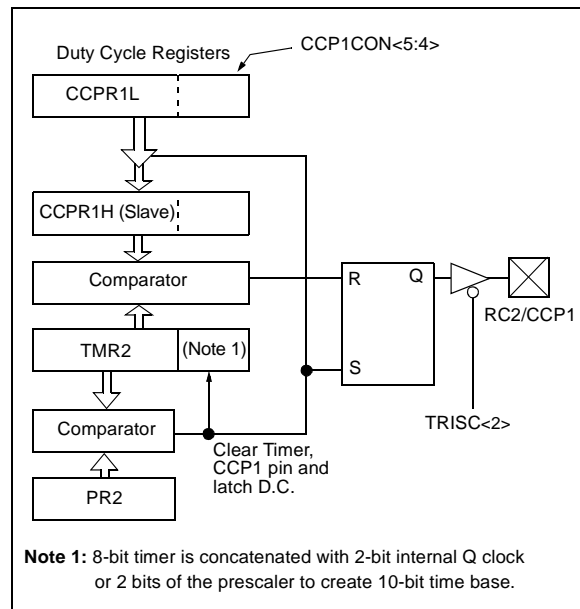 Duty Cycle Registers
CCP1CON<5:4>
CCPR1L
CCPR1H (Slave)
Comparator
R
Q
RC2/CCP1
TMR2
(Note 1)
S
TRISC<2>
Comparator
Clear Timer,
CCP1 pin and
latch D.C.
PR2
Note 1: 8-bit timer is concatenated with 2-bit internal Q clock
or 2 bits of the prescaler to create 10-bit time base.